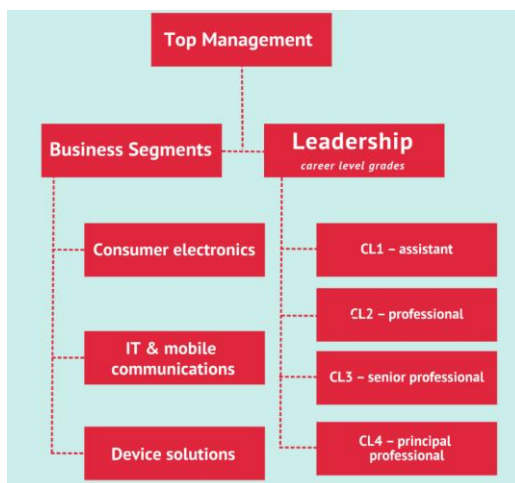 Top Management
Business Segments
Leadership
career level grades
Consumer electronics
IT & mobile
communications
Device solutions
CL1 – assistant
CL2 – professional
CL3 – senior professional
CL4 – principal
professional